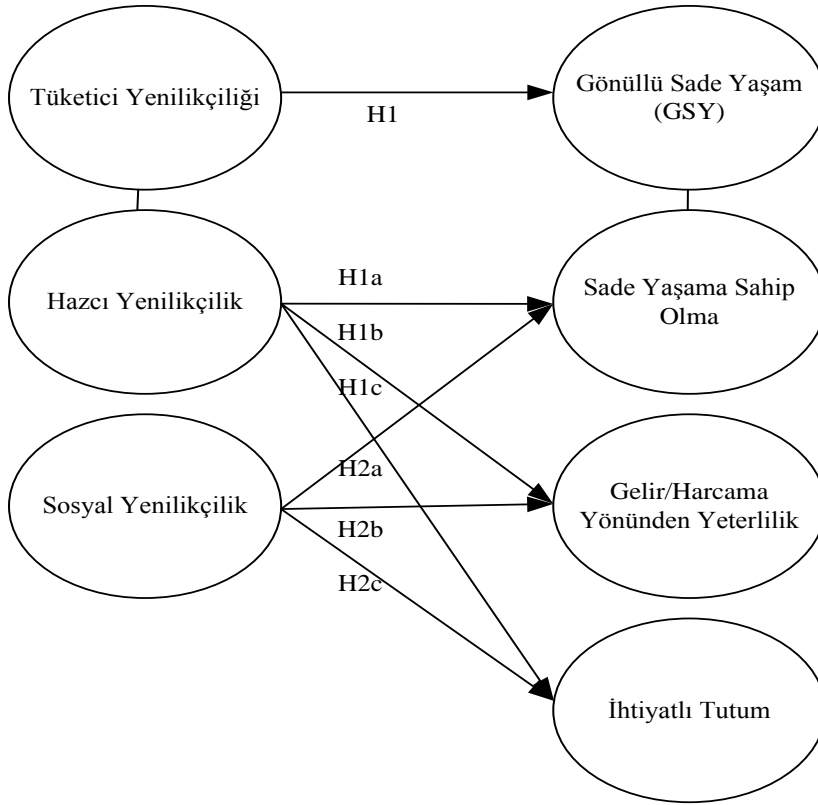 Tüketici Yenilikçiliği
H1
Gönüllü Sade Yaşam
(GSY)
Hazcı Yenilikçilik
H1a
H1b
H1c
Sade Yaşama Sahip
Olma
Sosyal Yenilikçilik
H2a
H2b
H2c
Gelir/Harcama
Yönünden Yeterlilik
İhtiyatlı Tutum